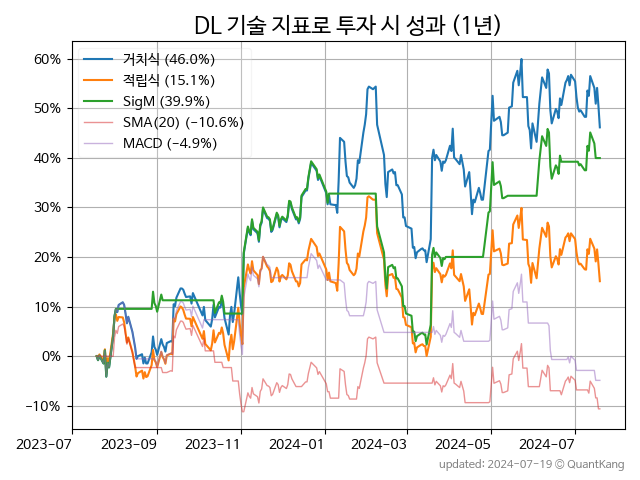 DL 기술 지표로 투자 시 성과 (1년)
거치식 (46.0%)
적립식 (15.1%)
SigM (39.9%)
SMA(20) (−10.6%)
MACD (−4.9%)
60%
50%
40%
30%
20%
10%
0%
−10%
2023-07 2023-09 2023-11 2024-01 2024-03 2024-05 2024-07
updated: 2024-07-19 @ QuantKang